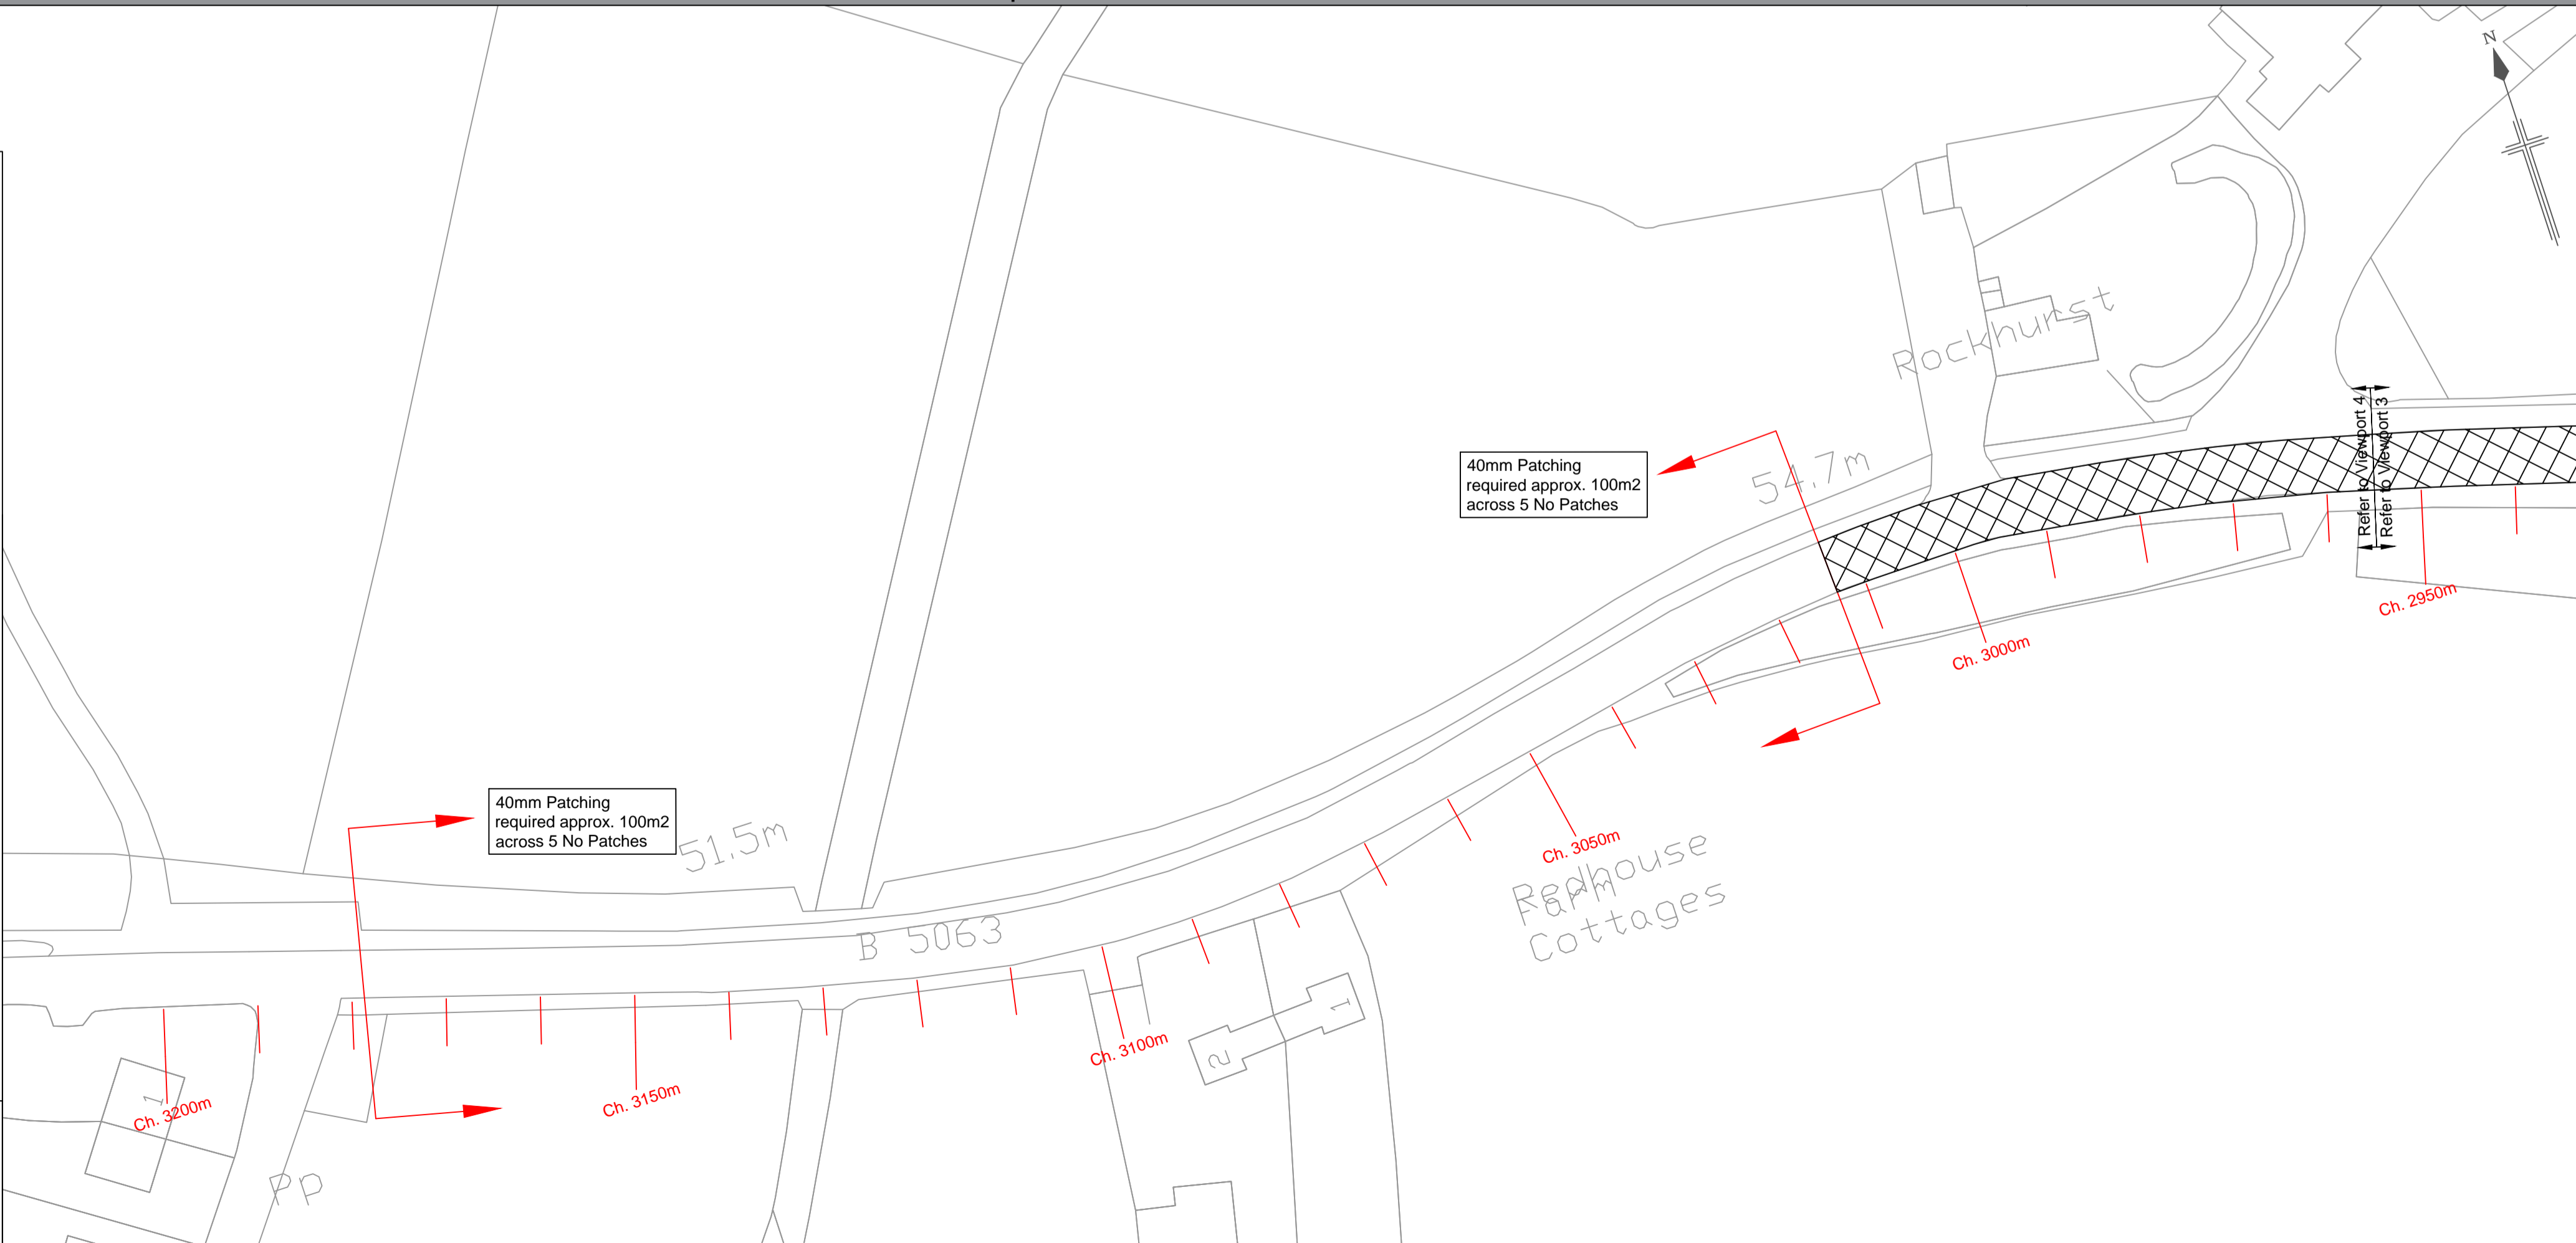 N
Rockhurst
Refer to Viewport 4
Refer to Viewport 3
54.7m
40mm Patching
required approx. 100m2
across 5 No Patches
Ch. 2950m
Ch. 3000m
40mm Patching
required approx. 100m2
across 5 No Patches
51.5m
Ch. 3050m
Redhouse
Farm
Cottages
B 5063
1
2
Ch. 3100m
Ch. 3150m
1
Ch. 3200m
Pp